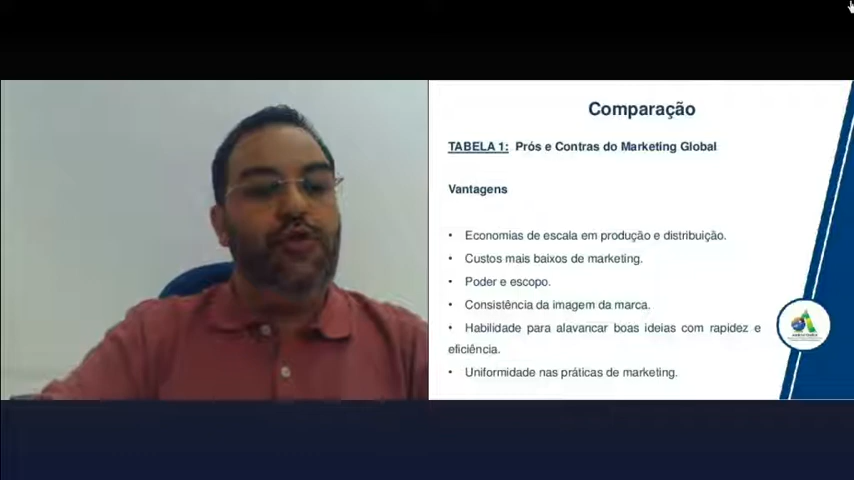 Comparação
TABELA 1: Prós e Contras do Marketing Global
Vantagens
• Economias de escala em produção e distribuição.
• Custos mais baixos de marketing.
• Poder e escopo.
• Consistência da imagem da marca.
• Habilidade para alavancar boas ideias com rapidez e
eficiência.
• Uniformidade nas práticas de marketing.